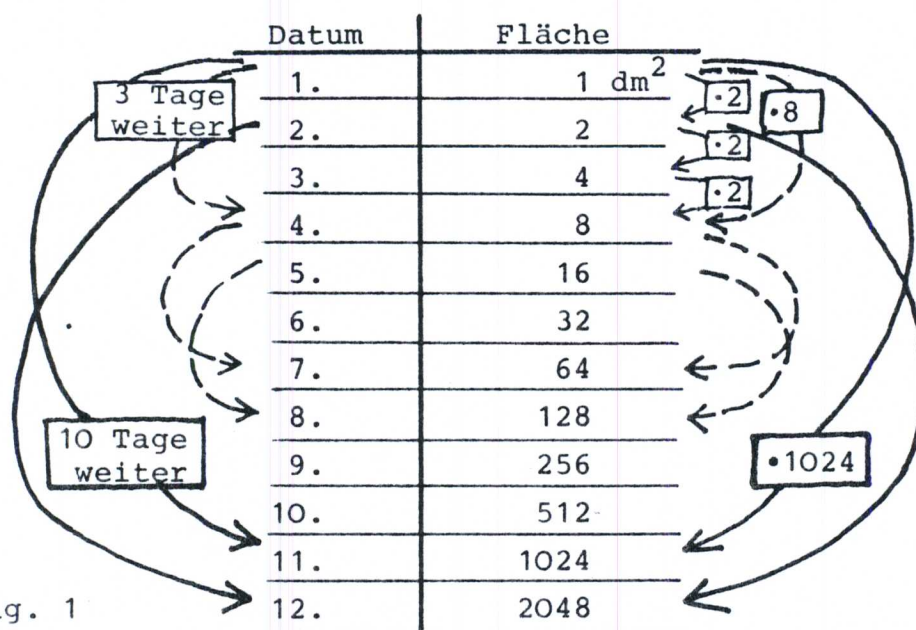 Datum Fläche
1. 1 dm²
2. 2
3. 4
4. 8
5. 16
6. 32
7. 64
8. 128
9. 256
10. 512
11. 1024
12. 2048
3 Tage
weiter
10 Tage
weiter
·2
·2
·2
·8
·1024
g. 1